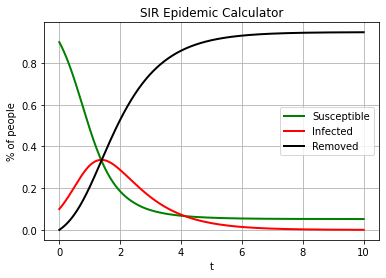 SIR Epidemic Calculator
% of people
0.8
0.6
0.4
0.2
0.0
Susceptible
Infected
Removed
0
2
4
6
8
10
t